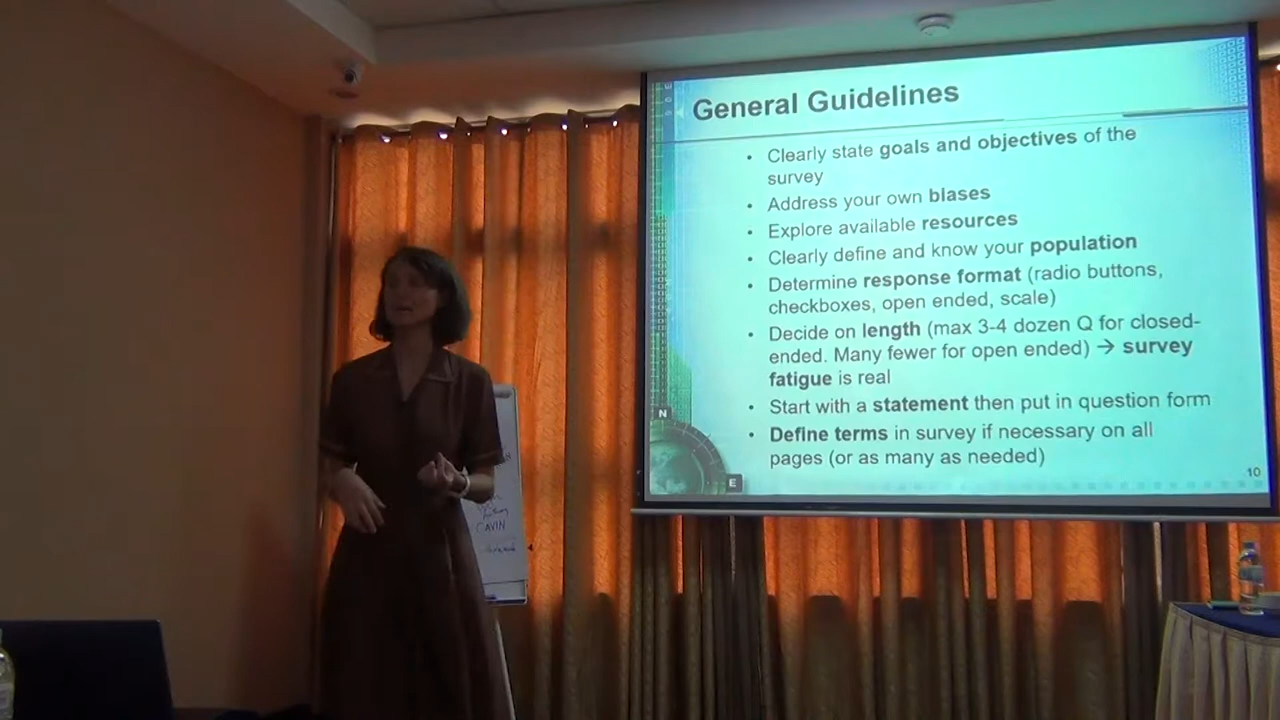 General Guidelines
• Clearly state goals and objectives of the
survey
• Address your own biases
• Explore available resources
• Clearly define and know your population
• Determine response format (radio buttons,
checkboxes, open ended, scale)
• Decide on length (max 3-4 dozen Q for closed-
ended. Many fewer for open ended) → survey
fatigue is real
• Start with a statement then put in question form
• Define terms in survey if necessary on all
pages (or as many as needed)
10
N
E
GAVIN